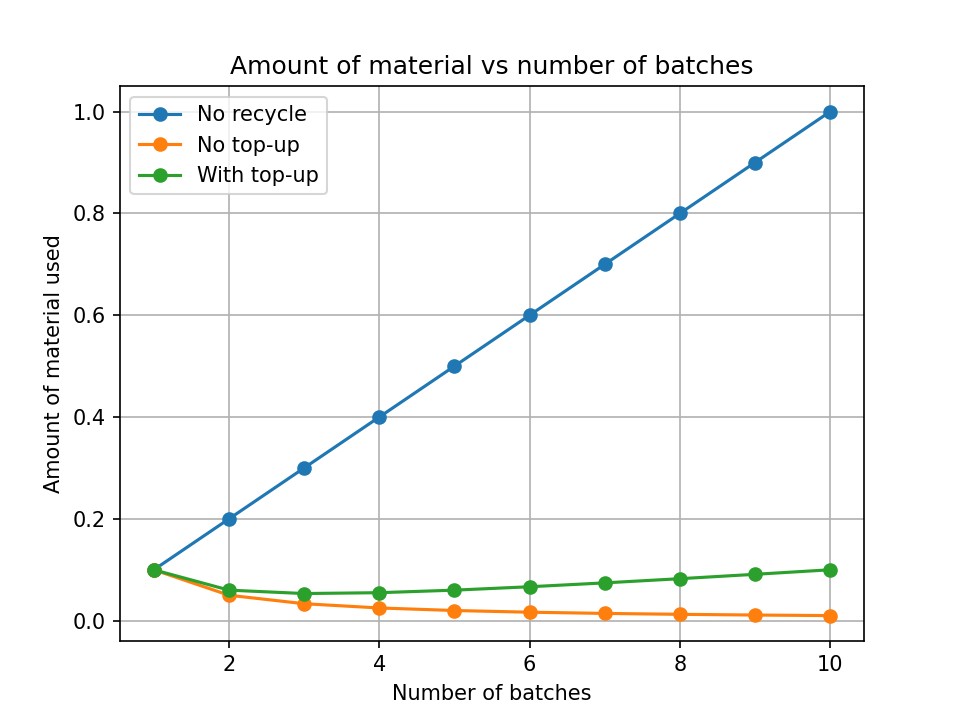 Amount of material vs number of batches
No recycle
No top-up
With top-up
Amount of material used
1.0
0.8
0.6
0.4
0.2
0.0
2 4 6 8 10
Number of batches